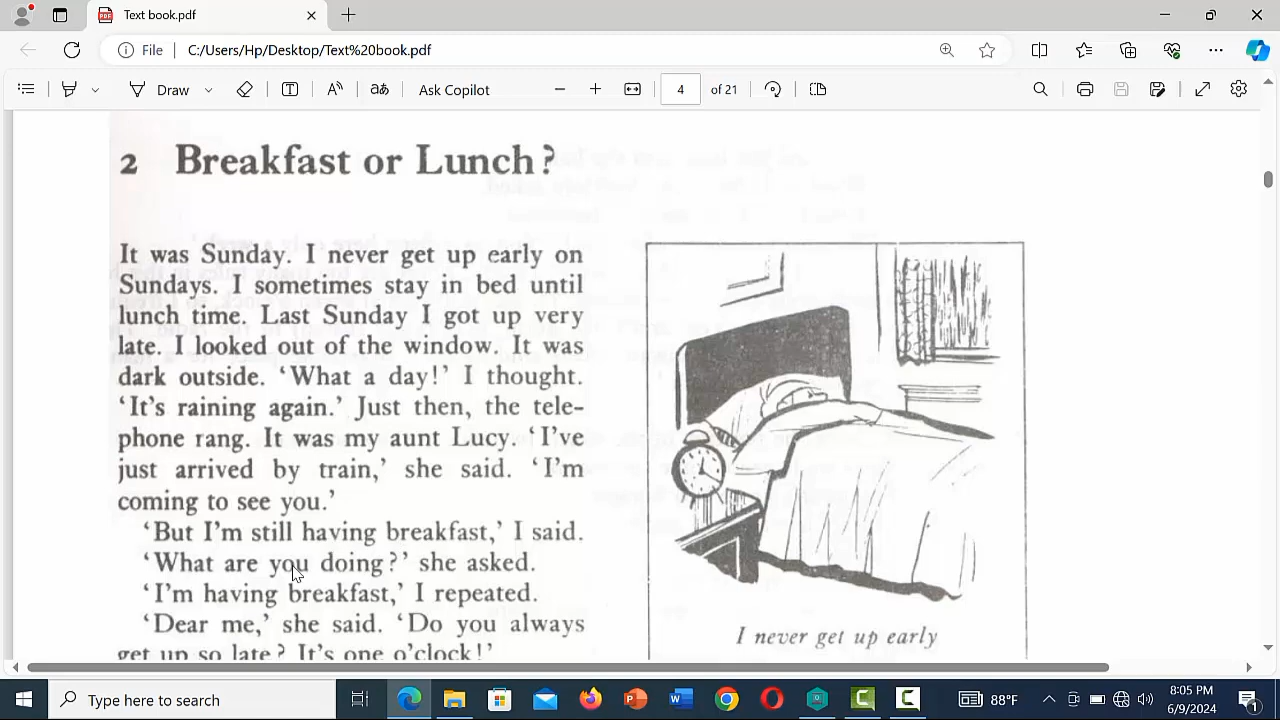 Text book.pdf
File
C:/Users/Hp/Desktop/Text%20book.pdf
Draw
Ask Copilot
4
of 21
2 Breakfast or Lunch?
It was Sunday. I never get up early on
Sundays. I sometimes stay in bed until
lunch time. Last Sunday I got up very
late. I looked out of the window. It was
dark outside. ‘What a day!’ I thought.
‘It's raining again.’ Just then, the tele-
phone rang. It was my aunt Lucy. ‘I've
just arrived by train,’ she said. ‘I'm
coming to see you.’
‘But I'm still having breakfast,’ I said.
‘What are you doing?’ she asked.
‘I'm having breakfast,’ I repeated.
‘Dear me,’ she said. ‘Do you always
get up so late? It's one o'clock!’
I never get up early
Type here to search
88°F
8:05 PM
6/9/2024